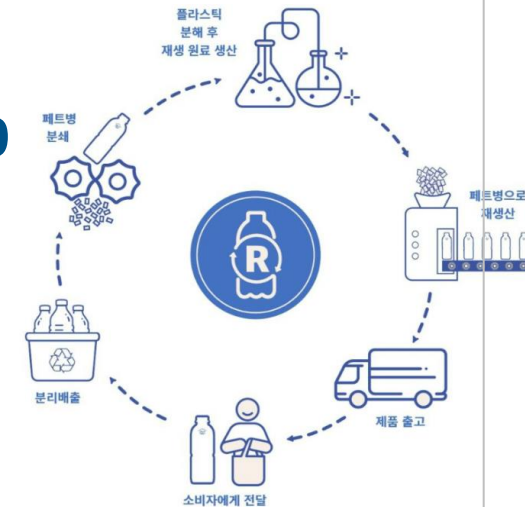 플라스틱
분해 후
재생 원료 생산
페트병
분쇄
페트병으로
재생산
R
분리배출
제품 출고
소비자에게 전달